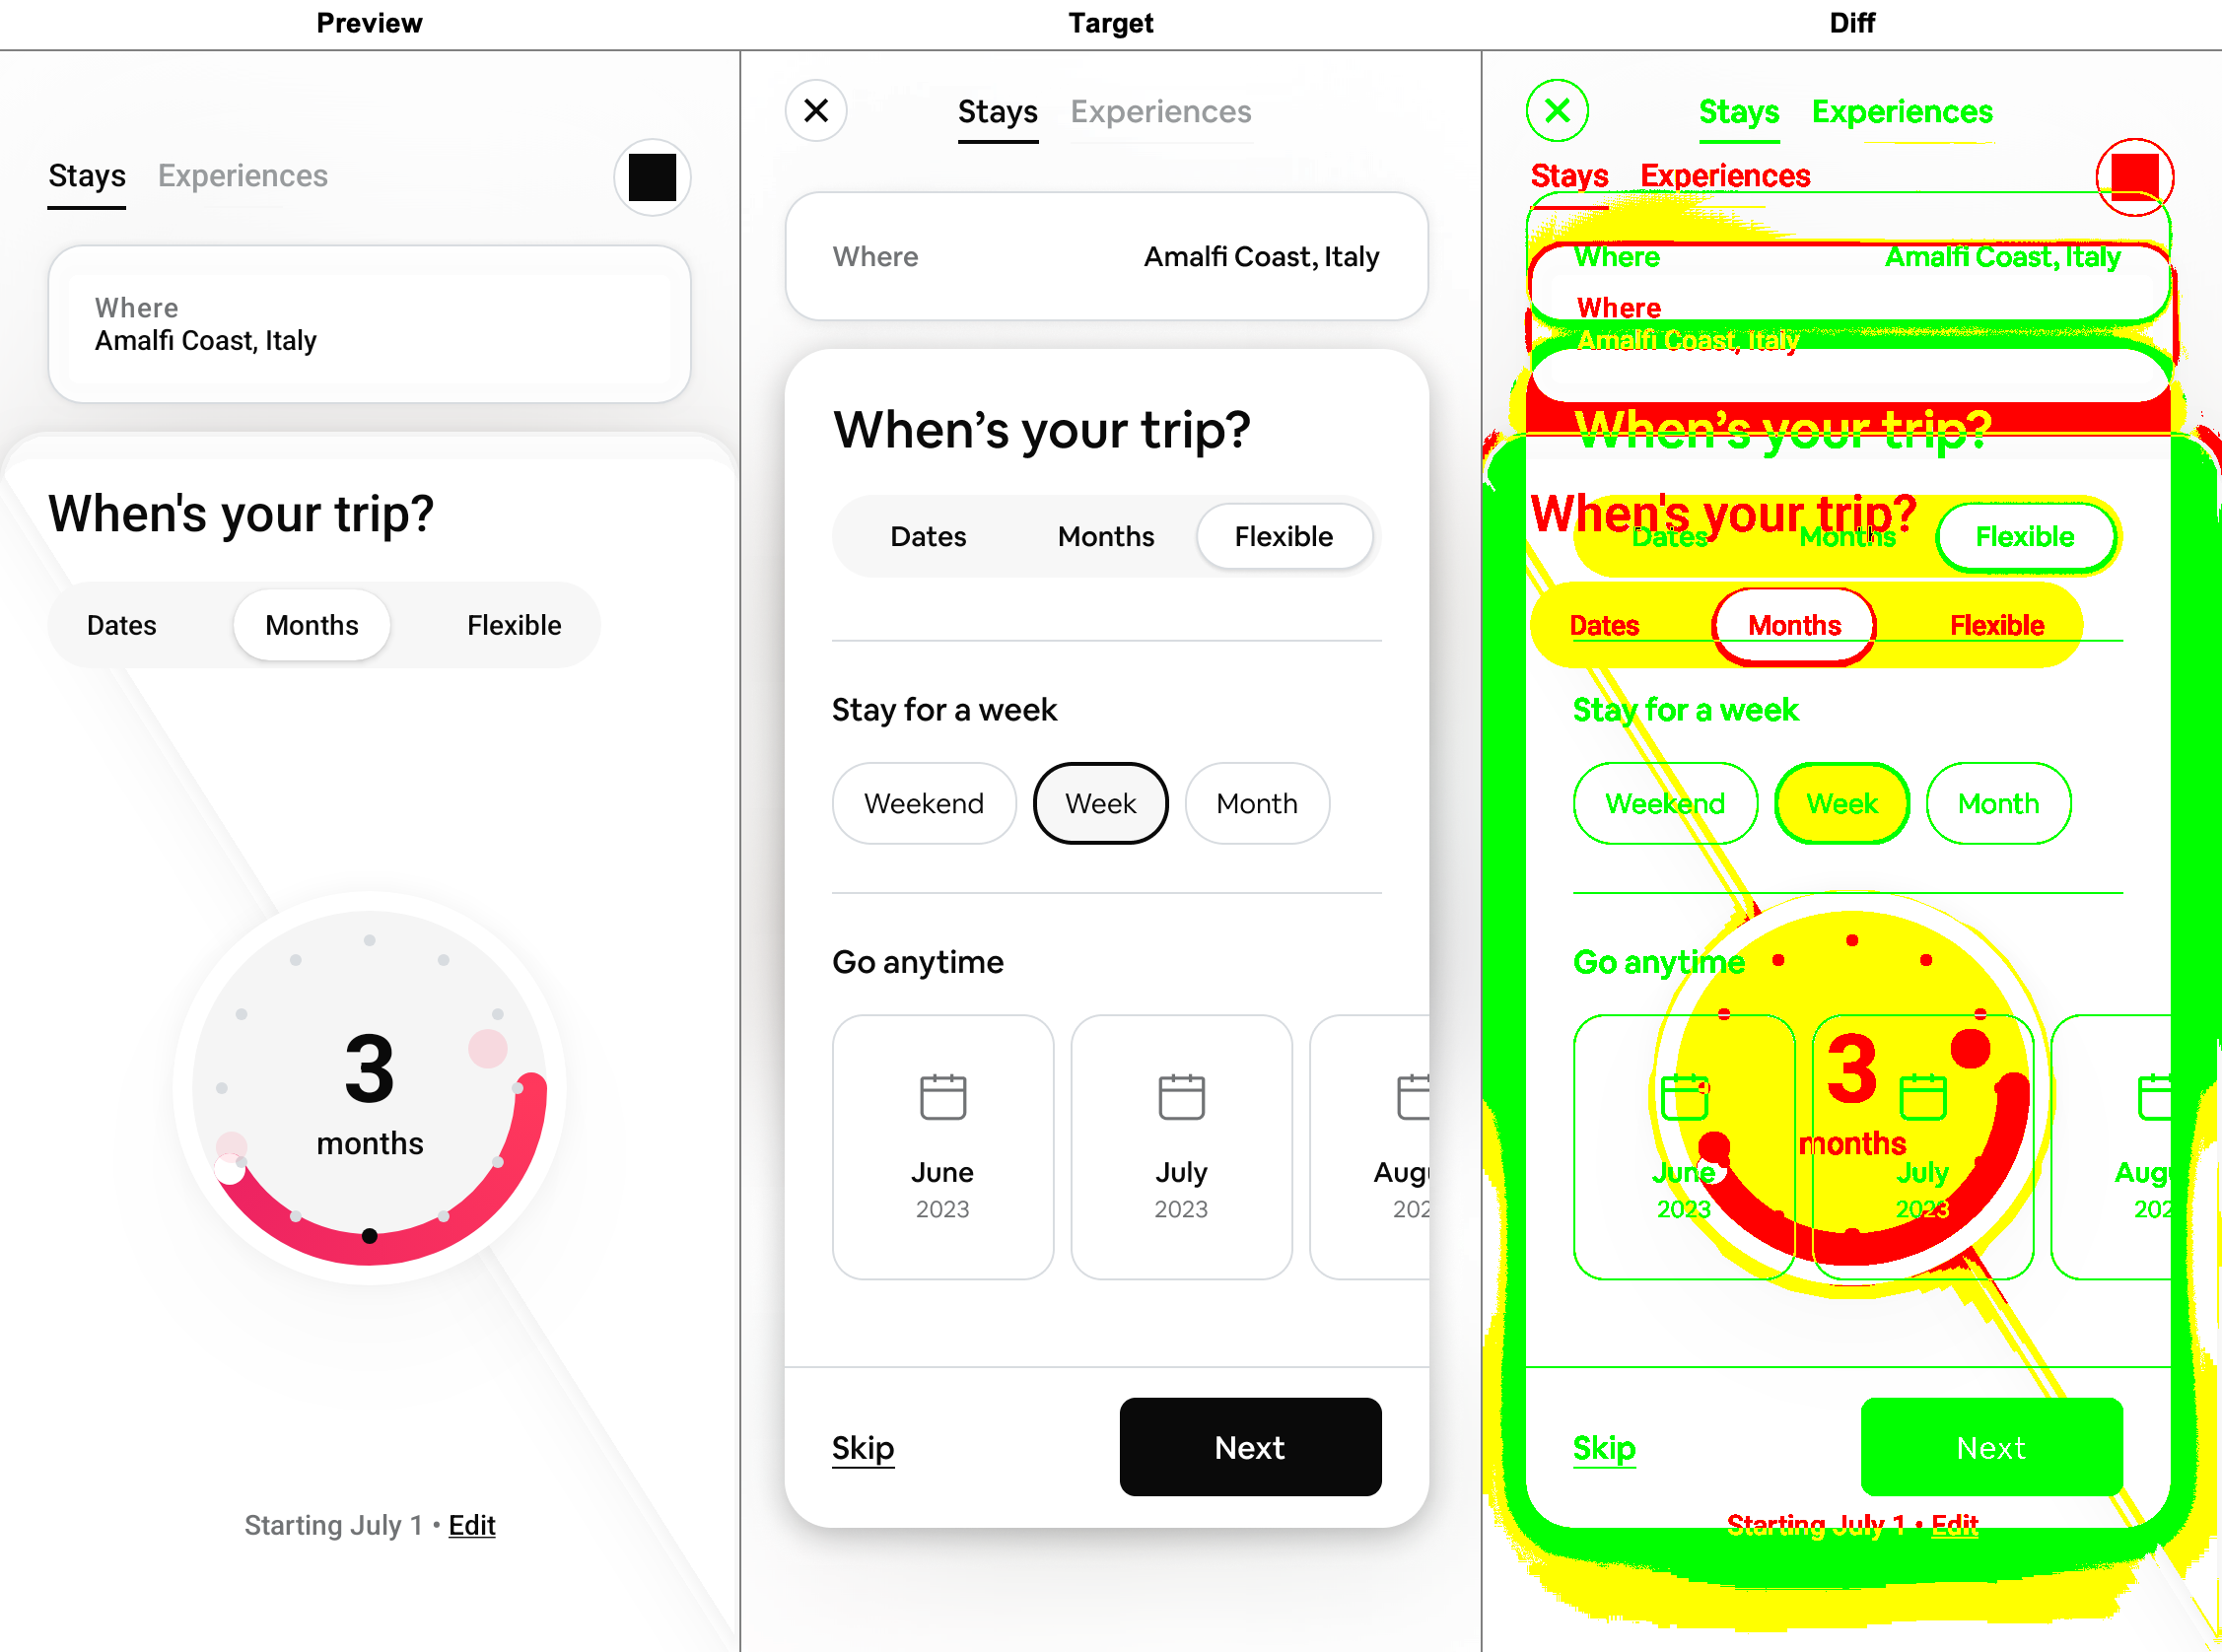 Preview
Stays Experiences
Where
Amalfi Coast, Italy
When's your trip?
Dates Months Flexible
3
months
Starting July 1 • Edit
Target
Stays Experiences
Where Amalfi Coast, Italy
When’s your trip?
Dates Months Flexible
Stay for a week
Weekend Week Month
Go anytime
June July Augu
2023 2023 202
Skip Next
Diff
Stays Experiences
Stays Experiences
Where Amalfi Coast, Italy
Where
Amalfi Coast, Italy
When’s your trip?
When's your trip?
Dates Months Flexible
Dates Months Flexible
Stay for a week
Weekend Week Month
Go anytime
3
months
June July Augu
2023 2023 202
Skip Next
Starting July 1 • Edit